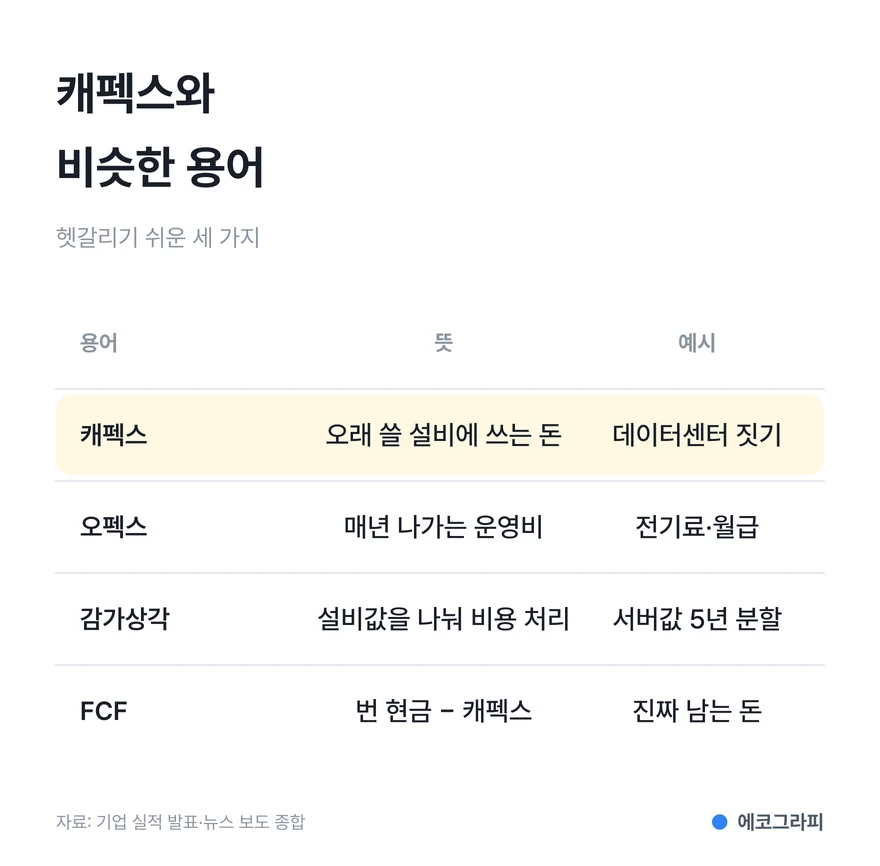 캐펙스와
비슷한 용어
헷갈리기 쉬운 세 가지
용어 뜻 예시
캐펙스 오래 쓸 설비에 쓰는 돈 데이터센터 짓기
오펙스 매년 나가는 운영비 전기료·월급
감가상각 설비값을 나눠 비용 처리 서버값 5년 분할
FCF 번 현금 − 캐펙스 진짜 남는 돈
자료: 기업 실적 발표·뉴스 보도 종합 에코그라피